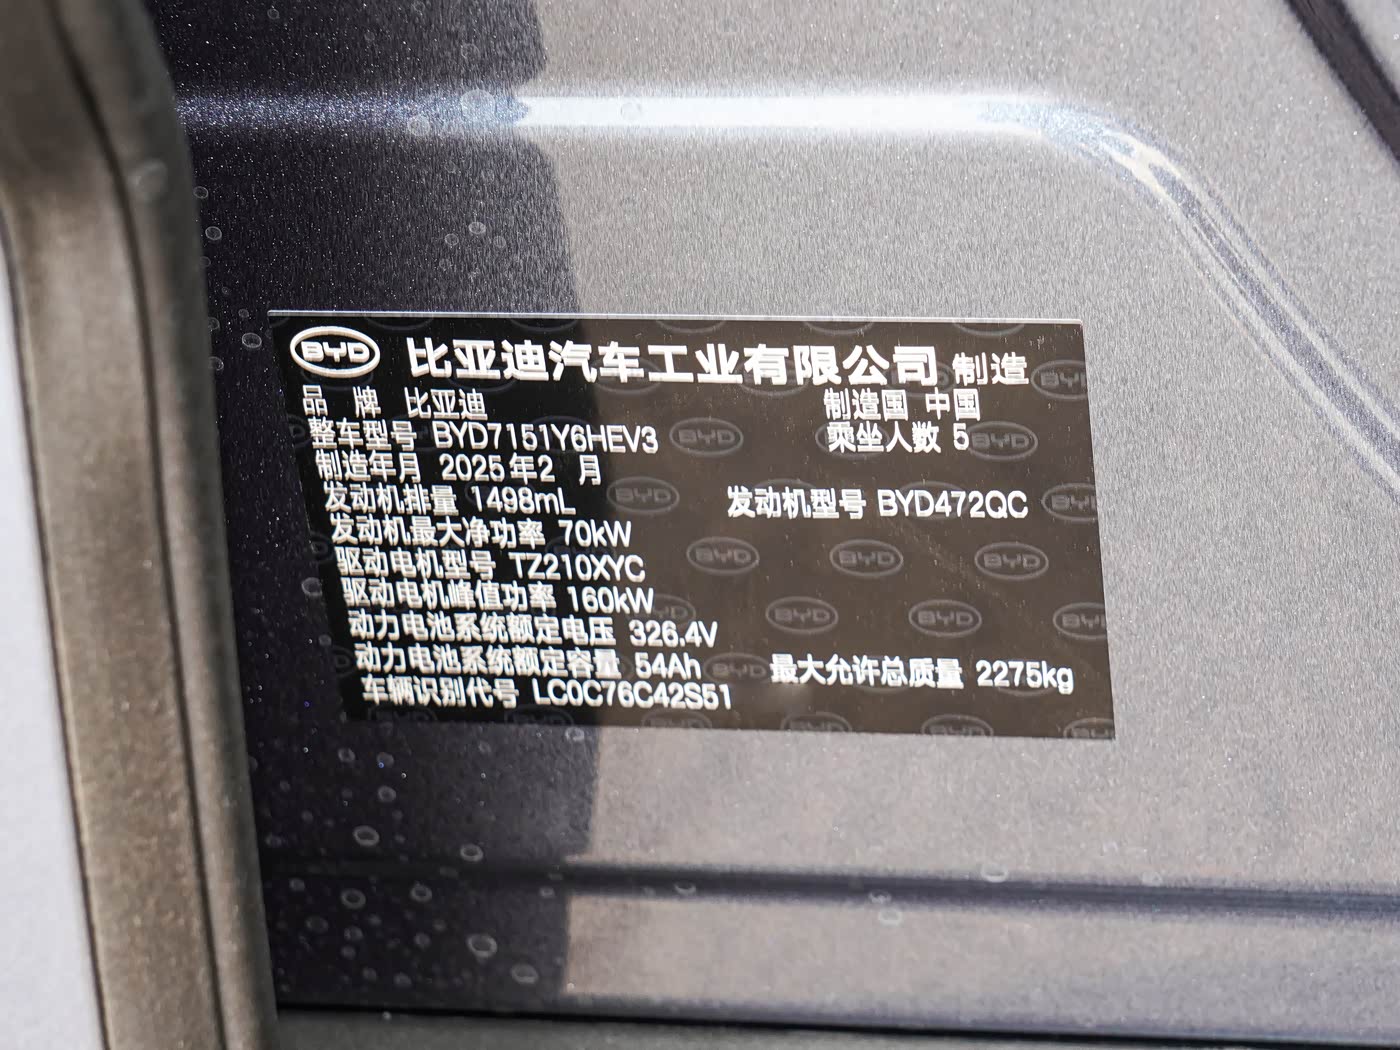 BYD 比亚迪汽车工业有限公司 制造
品 牌 比亚迪 制造国 中国
整车型号 BYD7151Y6HEV3 乘坐人数 5
制造年月 2025年2 月
发动机排量 1498mL 发动机型号 BYD472QC
发动机最大净功率 70kW
驱动电机型号 TZ210XYC
驱动电机峰值功率 160kW
动力电池系统额定电压 326.4V
动力电池系统额定容量 54Ah 最大允许总质量 2275kg
车辆识别代号 LC0C76C42S51